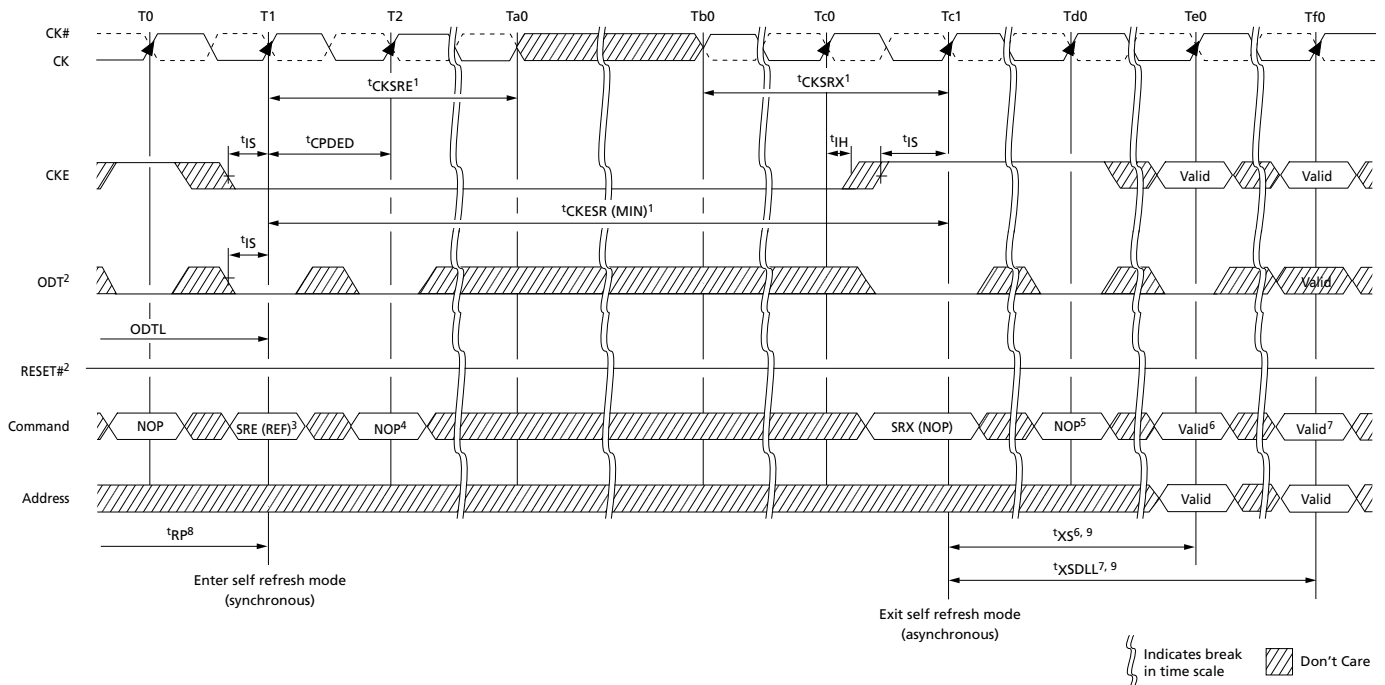 T0 T1 T2 Ta0 Tb0 Tc0 Tc1 Td0 Te0 Tf0
CK#
CK
tCKSRE1 tCKSRX1
tIS tCPDED tIH tIS
CKE Valid Valid
tCKESR (MIN)1
tIS
ODT2 Valid
ODTL
RESET#2
Command NOP SRE (REF)3 NOP4 SRX (NOP) NOP5 Valid6 Valid7
Address Valid Valid
tRP8 tXS6, 9
tXSDLL7, 9
Enter self refresh mode
(synchronous)
Exit self refresh mode
(asynchronous)
Indicates break
in time scale
Don't Care